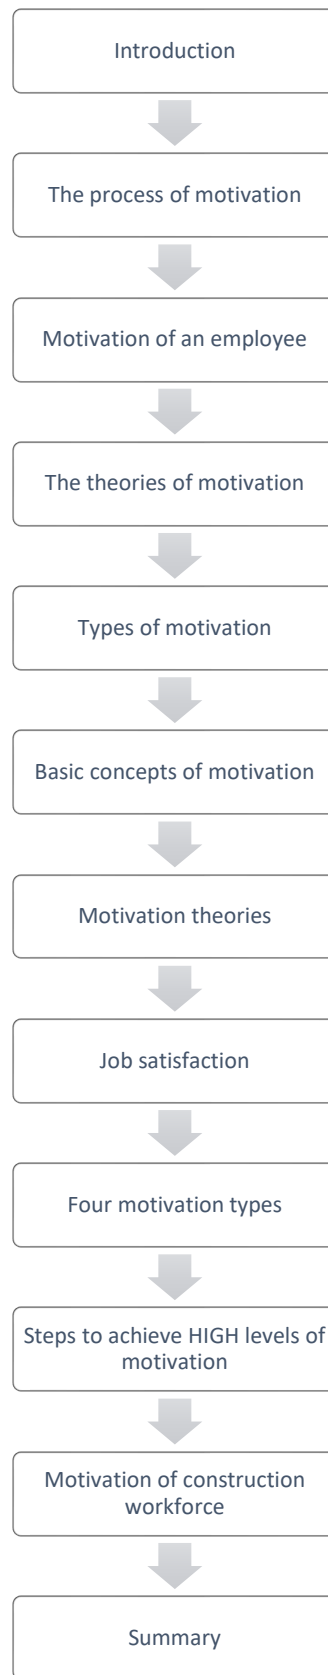 Introduction
The process of motivation
Motivation of an employee
The theories of motivation
Types of motivation
Basic concepts of motivation
Motivation theories
Job satisfaction
Four motivation types
Steps to achieve HIGH levels of
motivation
Motivation of construction
workforce
Summary